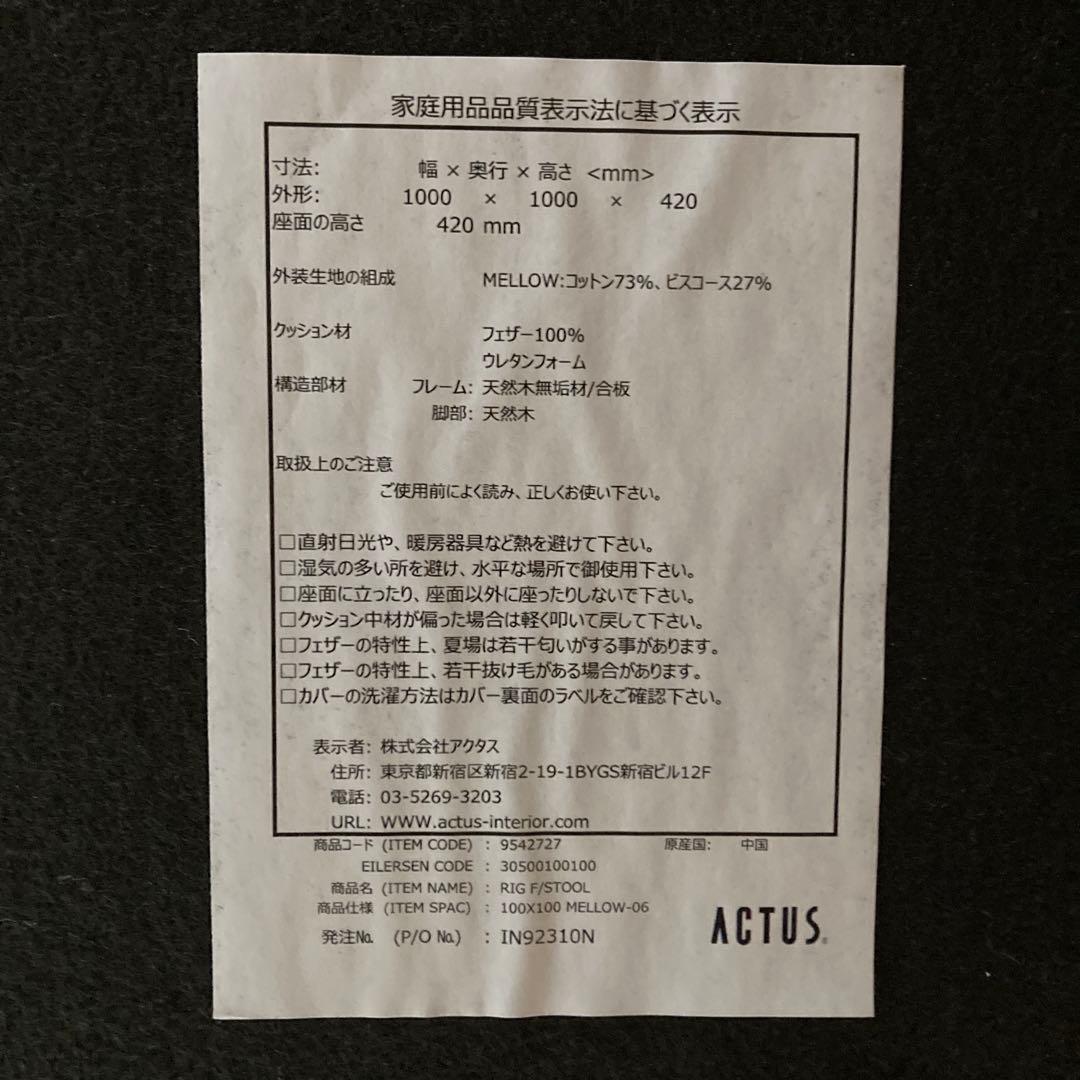 家庭用品品質表示法に基づく表示
寸法: 幅 × 奥行 × 高さ <mm>
外形: 1000 × 1000 × 420
座面の高さ 420 mm
外装生地の組成 MELLOW:コットン73%、ビスコース27%
クッション材 フェザー100%
ウレタンフォーム
構造部材 フレーム: 天然木無垢材/合板
脚部: 天然木
取扱上のご注意
ご使用前によく読み、正しくお使い下さい。
□直射日光や、暖房器具など熱を避けて下さい。
□湿気の多い所を避け、水平な場所で御使用下さい。
□座面に立ったり、座面以外に座ったりしないで下さい。
□クッション中材が偏った場合は軽く叩いて戻して下さい。
□フェザーの特性上、夏場は若干匂いがする事があります。
□フェザーの特性上、若干抜け毛がある場合があります。
□カバーの洗濯方法はカバー裏面のラベルをご確認下さい。
表示者: 株式会社アクタス
住所: 東京都新宿区新宿2-19-1BYGS新宿ビル12F
電話: 03-5269-3203
URL: WWW.actus-interior.com
商品コード (ITEM CODE) : 9542727 原産国: 中国
EILERSEN CODE : 30500100100
商品名 (ITEM NAME) : RIG F/STOOL
商品仕様 (ITEM SPAC) : 100X100 MELLOW-06
発注№ (P/O №) : IN92310N
ACTUS®